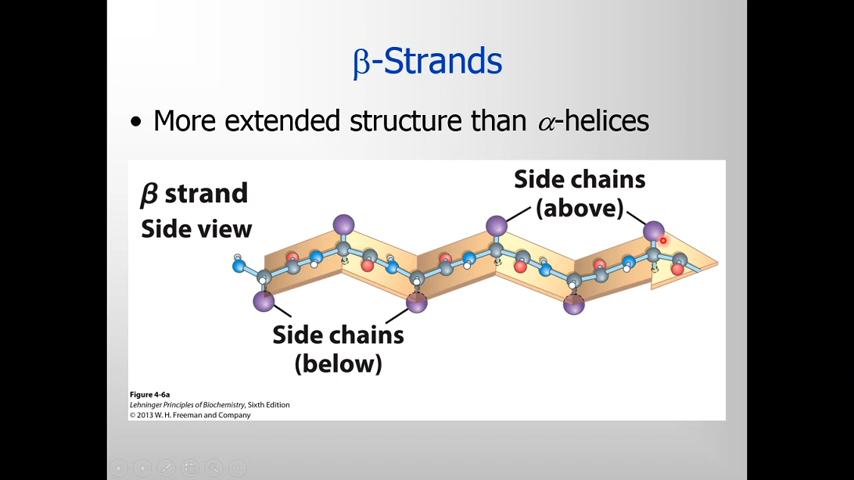 β-Strands
• More extended structure than α-helices
β strand
Side view
Side chains
(above)
Side chains
(below)
Figure 4-6a
Lehninger Principles of Biochemistry, Sixth Edition
© 2013 W. H. Freeman and Company